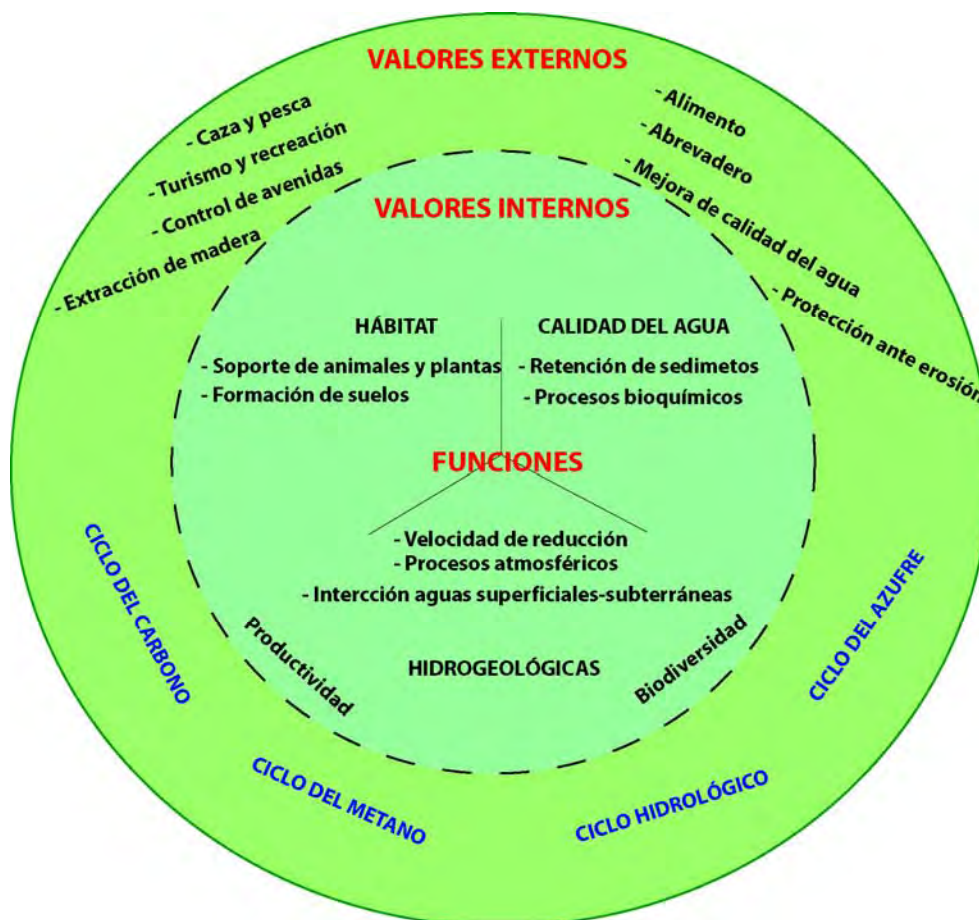 VALORES EXTERNOS
- Caza y pesca
- Turismo y recreación
- Control de avenidas
- Extracción de madera
- Alimento
- Abrevadero
- Mejora de calidad del agua
- Protección ante erosión
VALORES INTERNOS
HÁBITAT
- Soporte de animales y plantas
- Formación de suelos
CALIDAD DEL AGUA
- Retención de sedimetos
- Procesos bioquímicos
FUNCIONES
- Velocidad de reducción
- Procesos atmosféricos
- Intercción aguas superficiales-subterráneas
HIDROGEOLÓGICAS
Productividad
Biodiversidad
CICLO DEL CARBONO
CICLO DEL METANO
CICLO HIDROLÓGICO
CICLO DEL AZUFRE